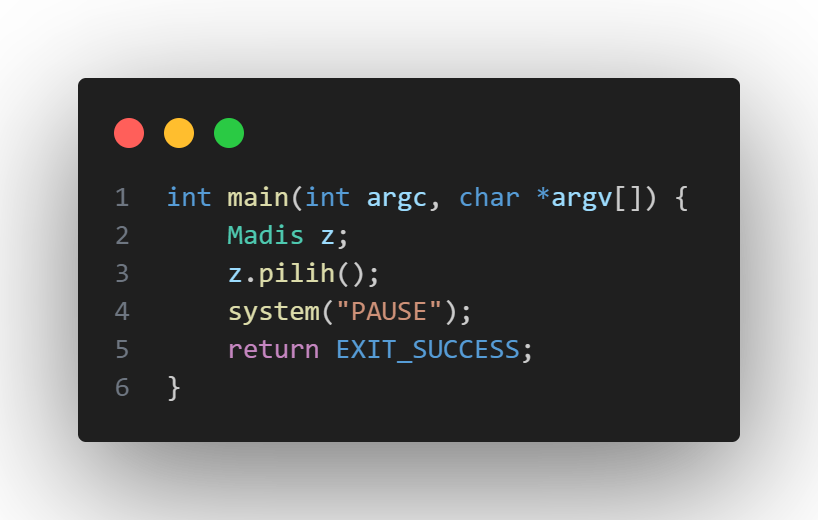 1 int main(int argc, char *argv[]) {
2     Madis z;
3     z.pilih();
4     system("PAUSE");
5     return EXIT_SUCCESS;
6 }